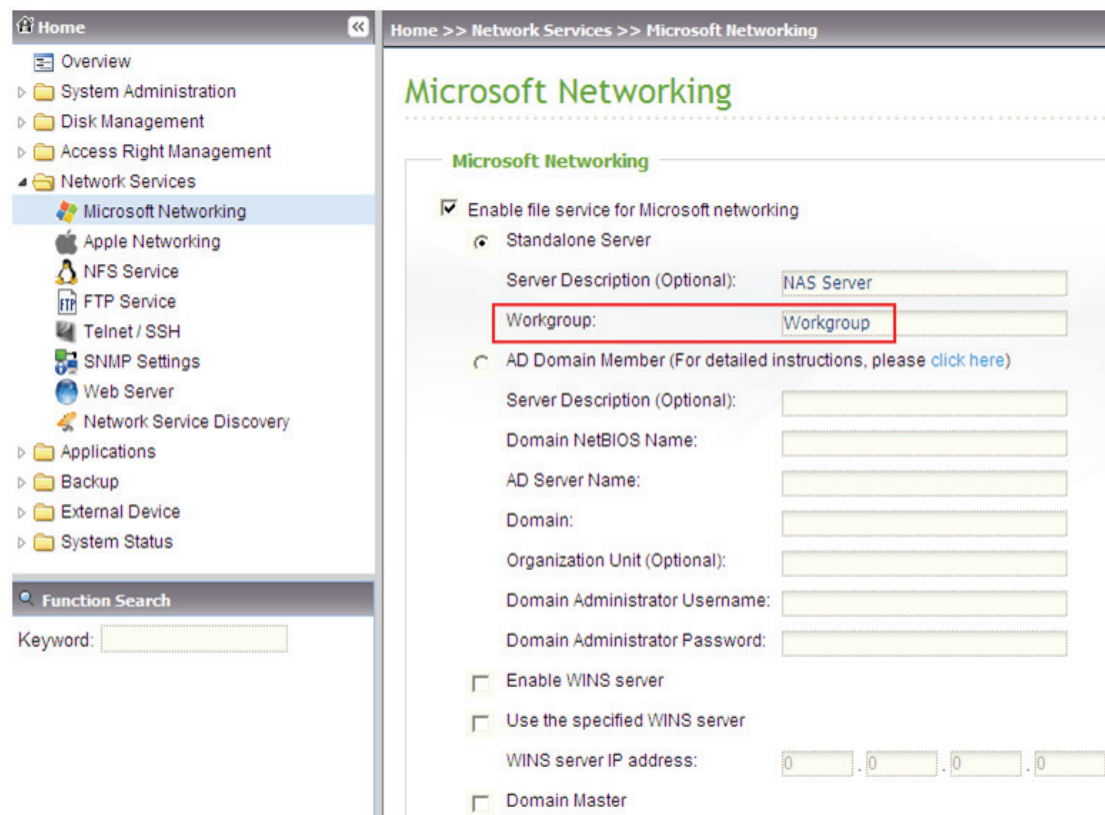 Home
Overview
System Administration
Disk Management
Access Right Management
Network Services
Microsoft Networking
Apple Networking
NFS Service
FTP Service
Telnet / SSH
SNMP Settings
Web Server
Network Service Discovery
Applications
Backup
External Device
System Status
Function Search
Keyword:
Home >> Network Services >> Microsoft Networking
Microsoft Networking
Microsoft Networking
Enable file service for Microsoft networking
Standalone Server
Server Description (Optional): NAS Server
Workgroup: Workgroup
AD Domain Member (For detailed instructions, please click here)
Server Description (Optional):
Domain NetBIOS Name:
AD Server Name:
Domain:
Organization Unit (Optional):
Domain Administrator Username:
Domain Administrator Password:
Enable WINS server
Use the specified WINS server
WINS server IP address: 0 . 0 . 0 . 0
Domain Master